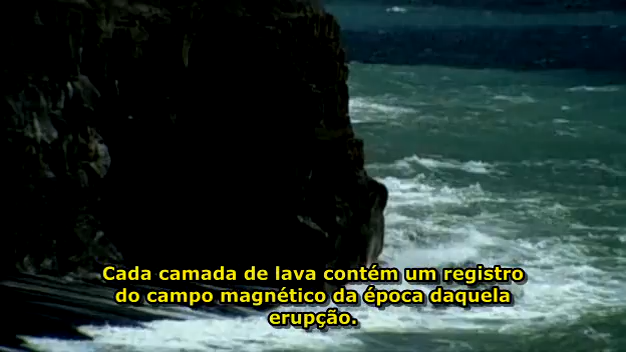 Cada camada de lava contém um registro
do campo magnético da época daquela
erupção.